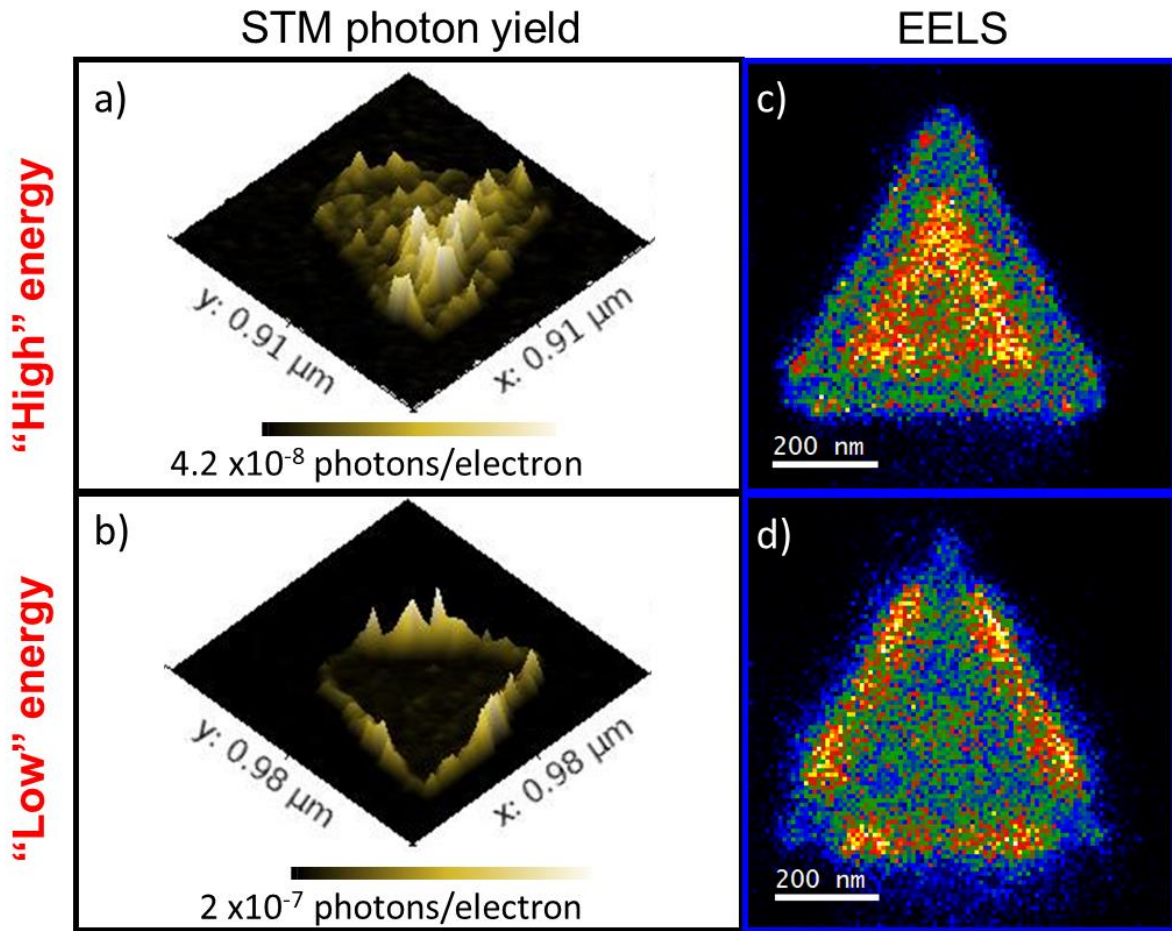 STM photon yield
EELS
“High” energy
a)
y: 0.91 µm
x: 0.91 µm
4.2 x10⁻⁸ photons/electron
c)
200 nm
“Low” energy
b)
y: 0.98 µm
x: 0.98 µm
2 x10⁻⁷ photons/electron
d)
200 nm